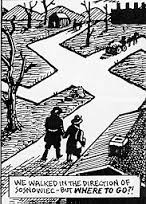 WE WALKED IN THE DIRECTION OF
SOSNOWIEC-BUT WHERE TO GO?!